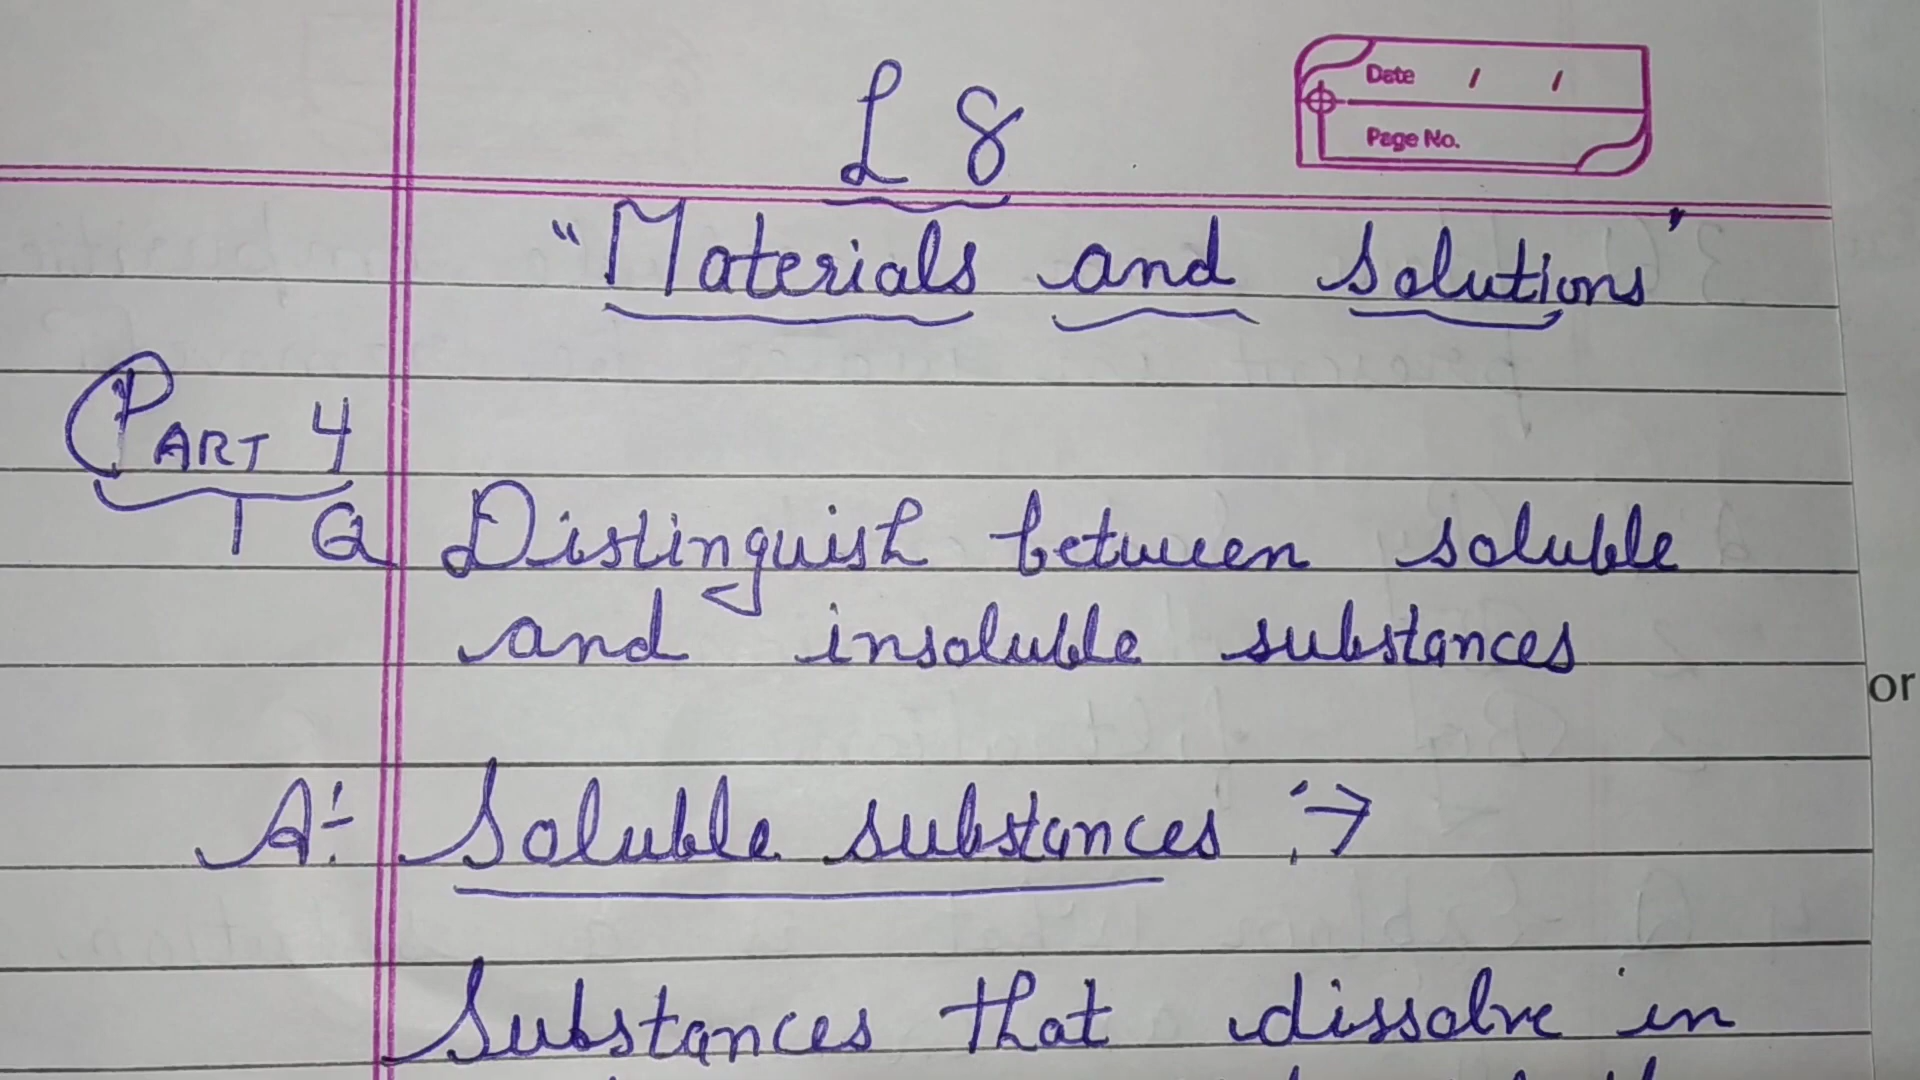 L 8
Date / /
Page No.
"Materials and solutions"
PART 4
1 Q Distinguish between soluble
and insoluble substances
or
A:- Soluble substances :→
Substances that dissolve in